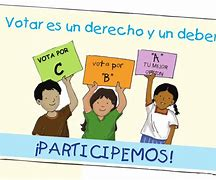 Votar es un derecho y un deber
VOTA POR
C
vota por
"B"
"A"
TU MEJOR
OPCIÓN
¡PARTICIPEMOS!